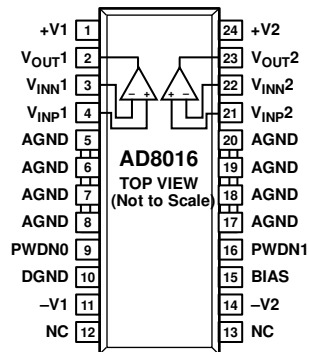 +V1 1 24 +V2
VOUT1 2 23 VOUT2
VINN1 3 22 VINN2
- + + -
VINP1 4 21 VINP2
AGND 5 20 AGND
AGND 6 19 AGND
AD8016
AGND 7 18 AGND
TOP VIEW
(Not to Scale)
AGND 8 17 AGND
PWDN0 9 16 PWDN1
DGND 10 15 BIAS
–V1 11 14 –V2
NC 12 13 NC